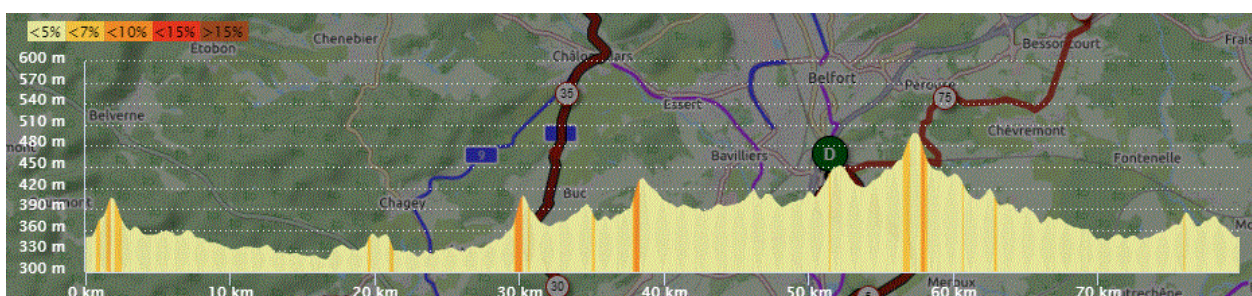 <5% <7% <10% <15% >15%
Etobon
Chenebier
Bessoncourt
Frais
600 m
570 m
540 m
510 m
480 m
450 m
420 m
390 m
360 m
330 m
300 m
Belfort
35
Pérouse
75
Essert
Belverne
Chèvremont
9
D
Bavilliers
Fontenelle
Buc
Chagey
30
Meroux
0 km 10 km 20 km 30 km 40 km 50 km 60 km 70 km